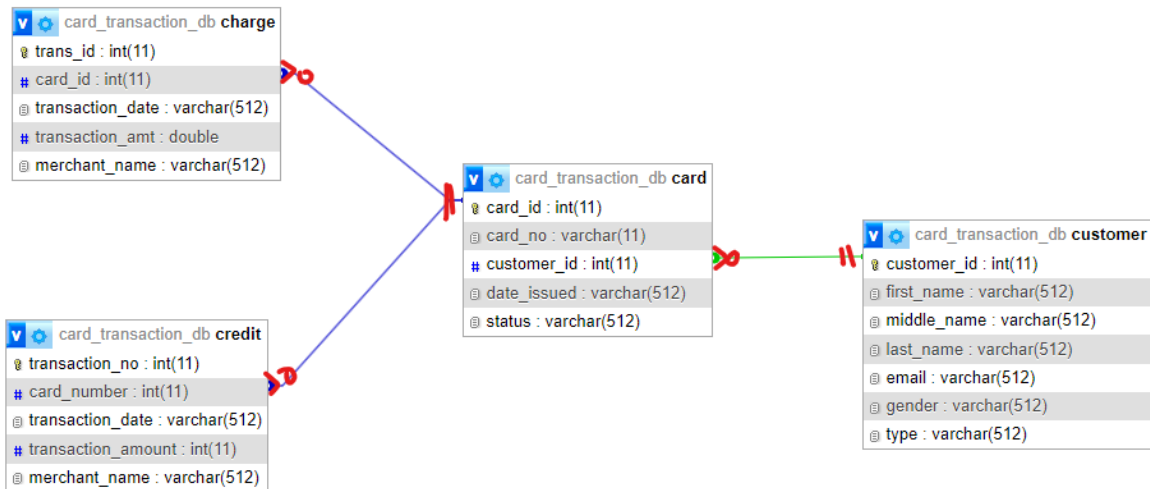 v card_transaction_db charge
trans_id : int(11)
# card_id : int(11)
transaction_date : varchar(512)
# transaction_amt : double
merchant_name : varchar(512)
v card_transaction_db card
card_id : int(11)
card_no : varchar(11)
# customer_id : int(11)
date_issued : varchar(512)
status : varchar(512)
v card_transaction_db customer
customer_id : int(11)
first_name : varchar(512)
middle_name : varchar(512)
last_name : varchar(512)
email : varchar(512)
gender : varchar(512)
type : varchar(512)
v card_transaction_db credit
transaction_no : int(11)
# card_number : int(11)
transaction_date : varchar(512)
# transaction_amount : int(11)
merchant_name : varchar(512)